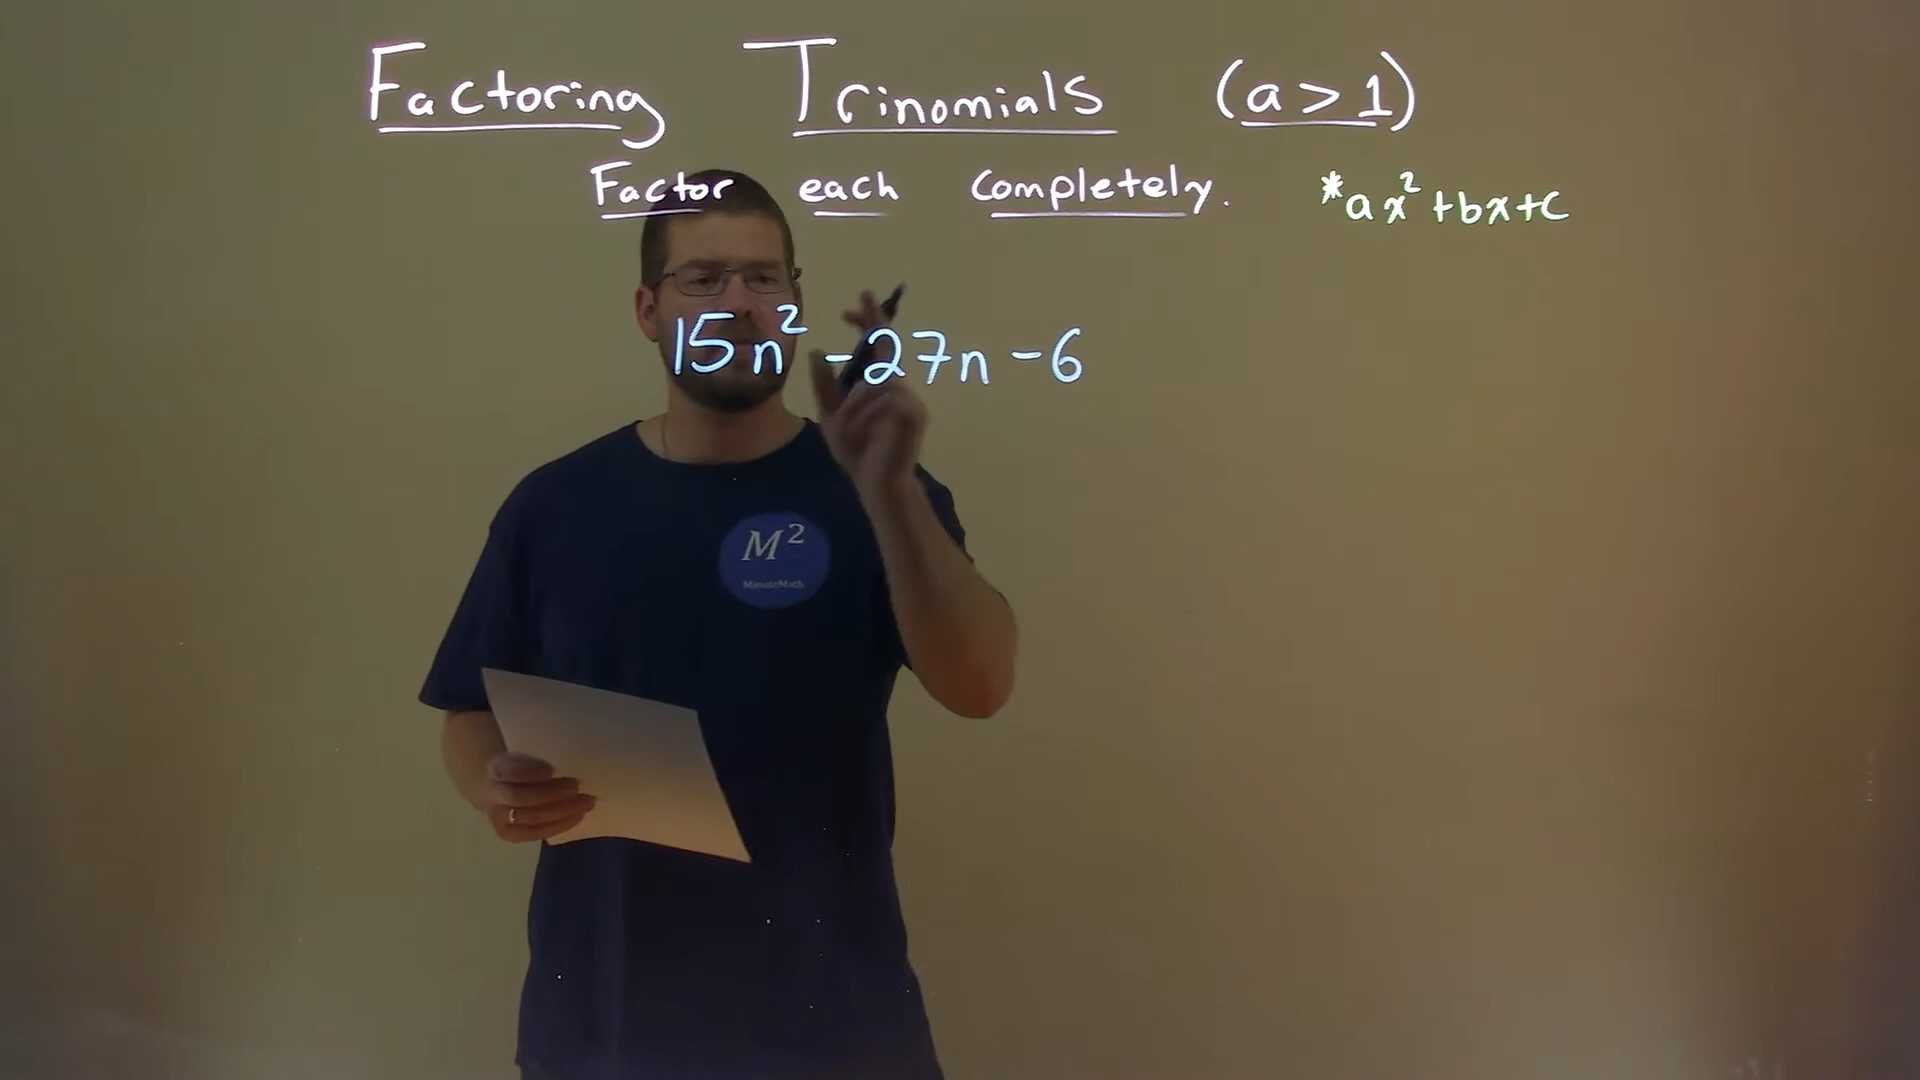 Factoring Trinomials (a > 1)
Factor each completely. *ax²+bx+c
15n² - 27n - 6
M²
MinuteMath